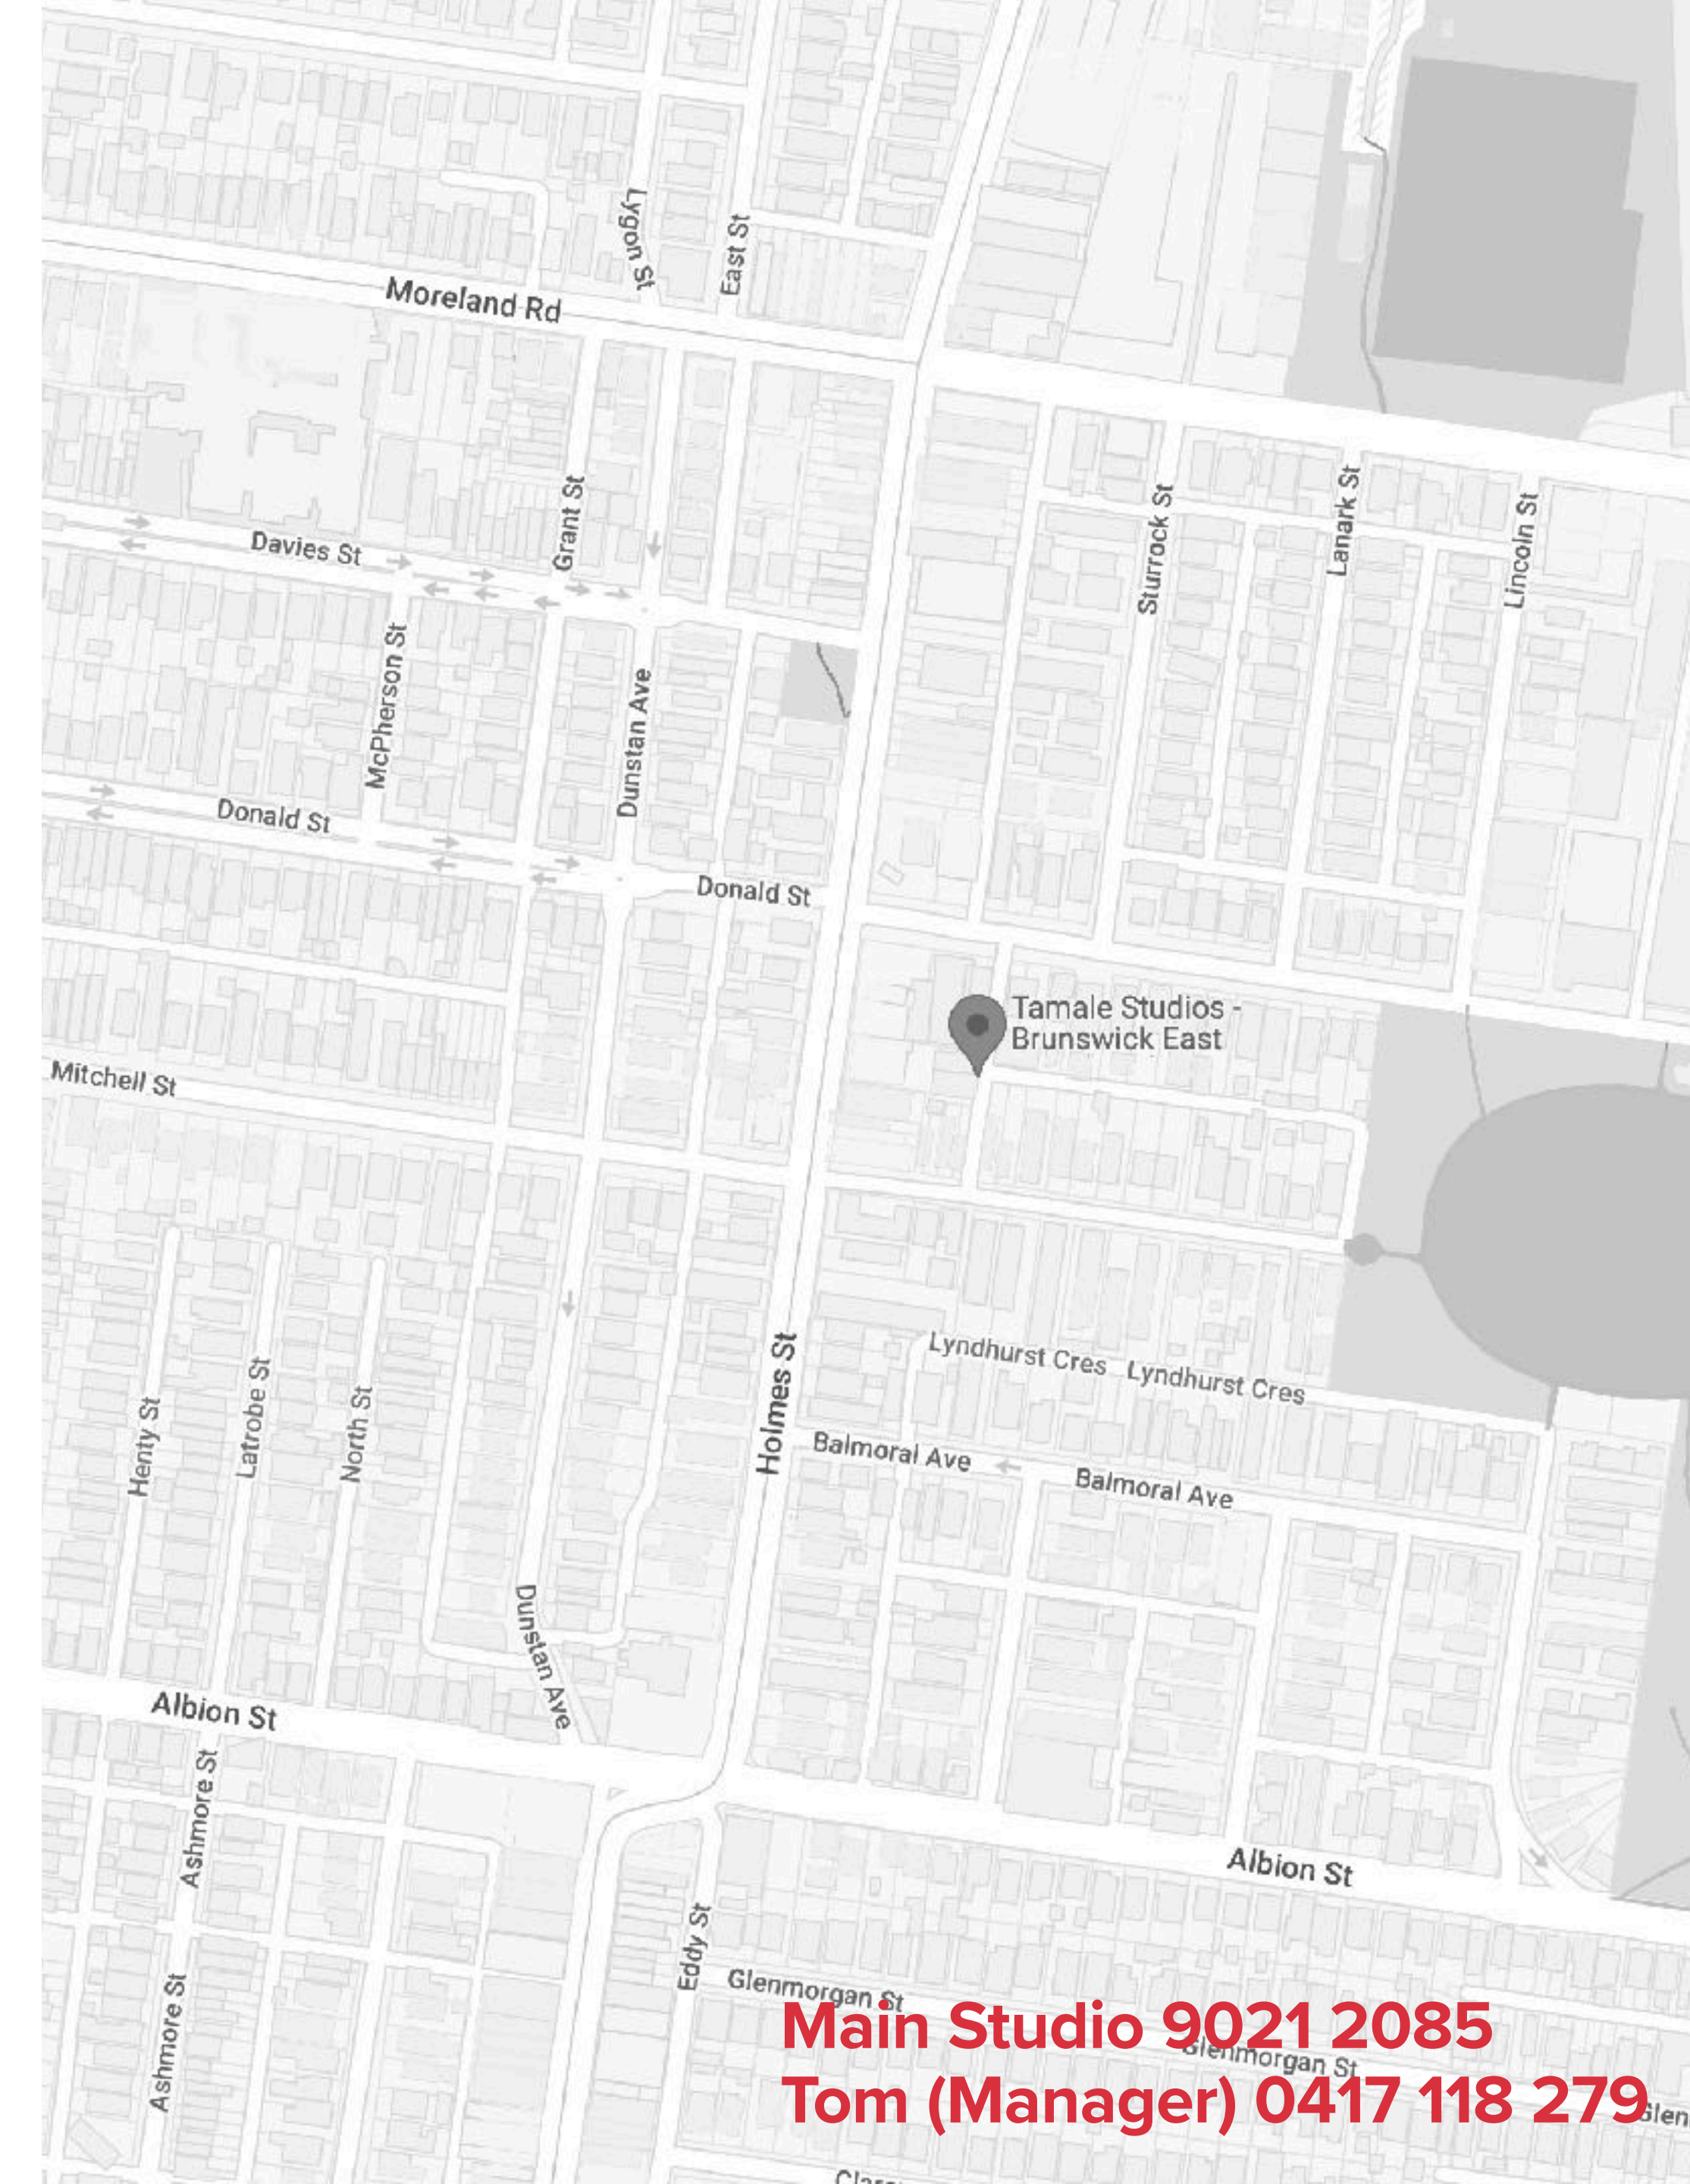 Lygon St
East St
Moreland Rd
Grant St
Sturrock St
Lanark St
Lincoln St
Davies St
McPherson St
Dunstan Ave
Donald St
Donald St
Tamale Studios -
Brunswick East
Mitchell St
Holmes St
Lyndhurst Cres
Lyndhurst Cres
Henty St
Latrobe St
North St
Balmoral Ave
Balmoral Ave
Dunstan Ave
Albion St
Ashmore St
Albion St
Eddy St
Glenmorgan St
Ashmore St
Main Studio 9021 2085
Glenmorgan St
Tom (Manager) 0417 118 279
Glen